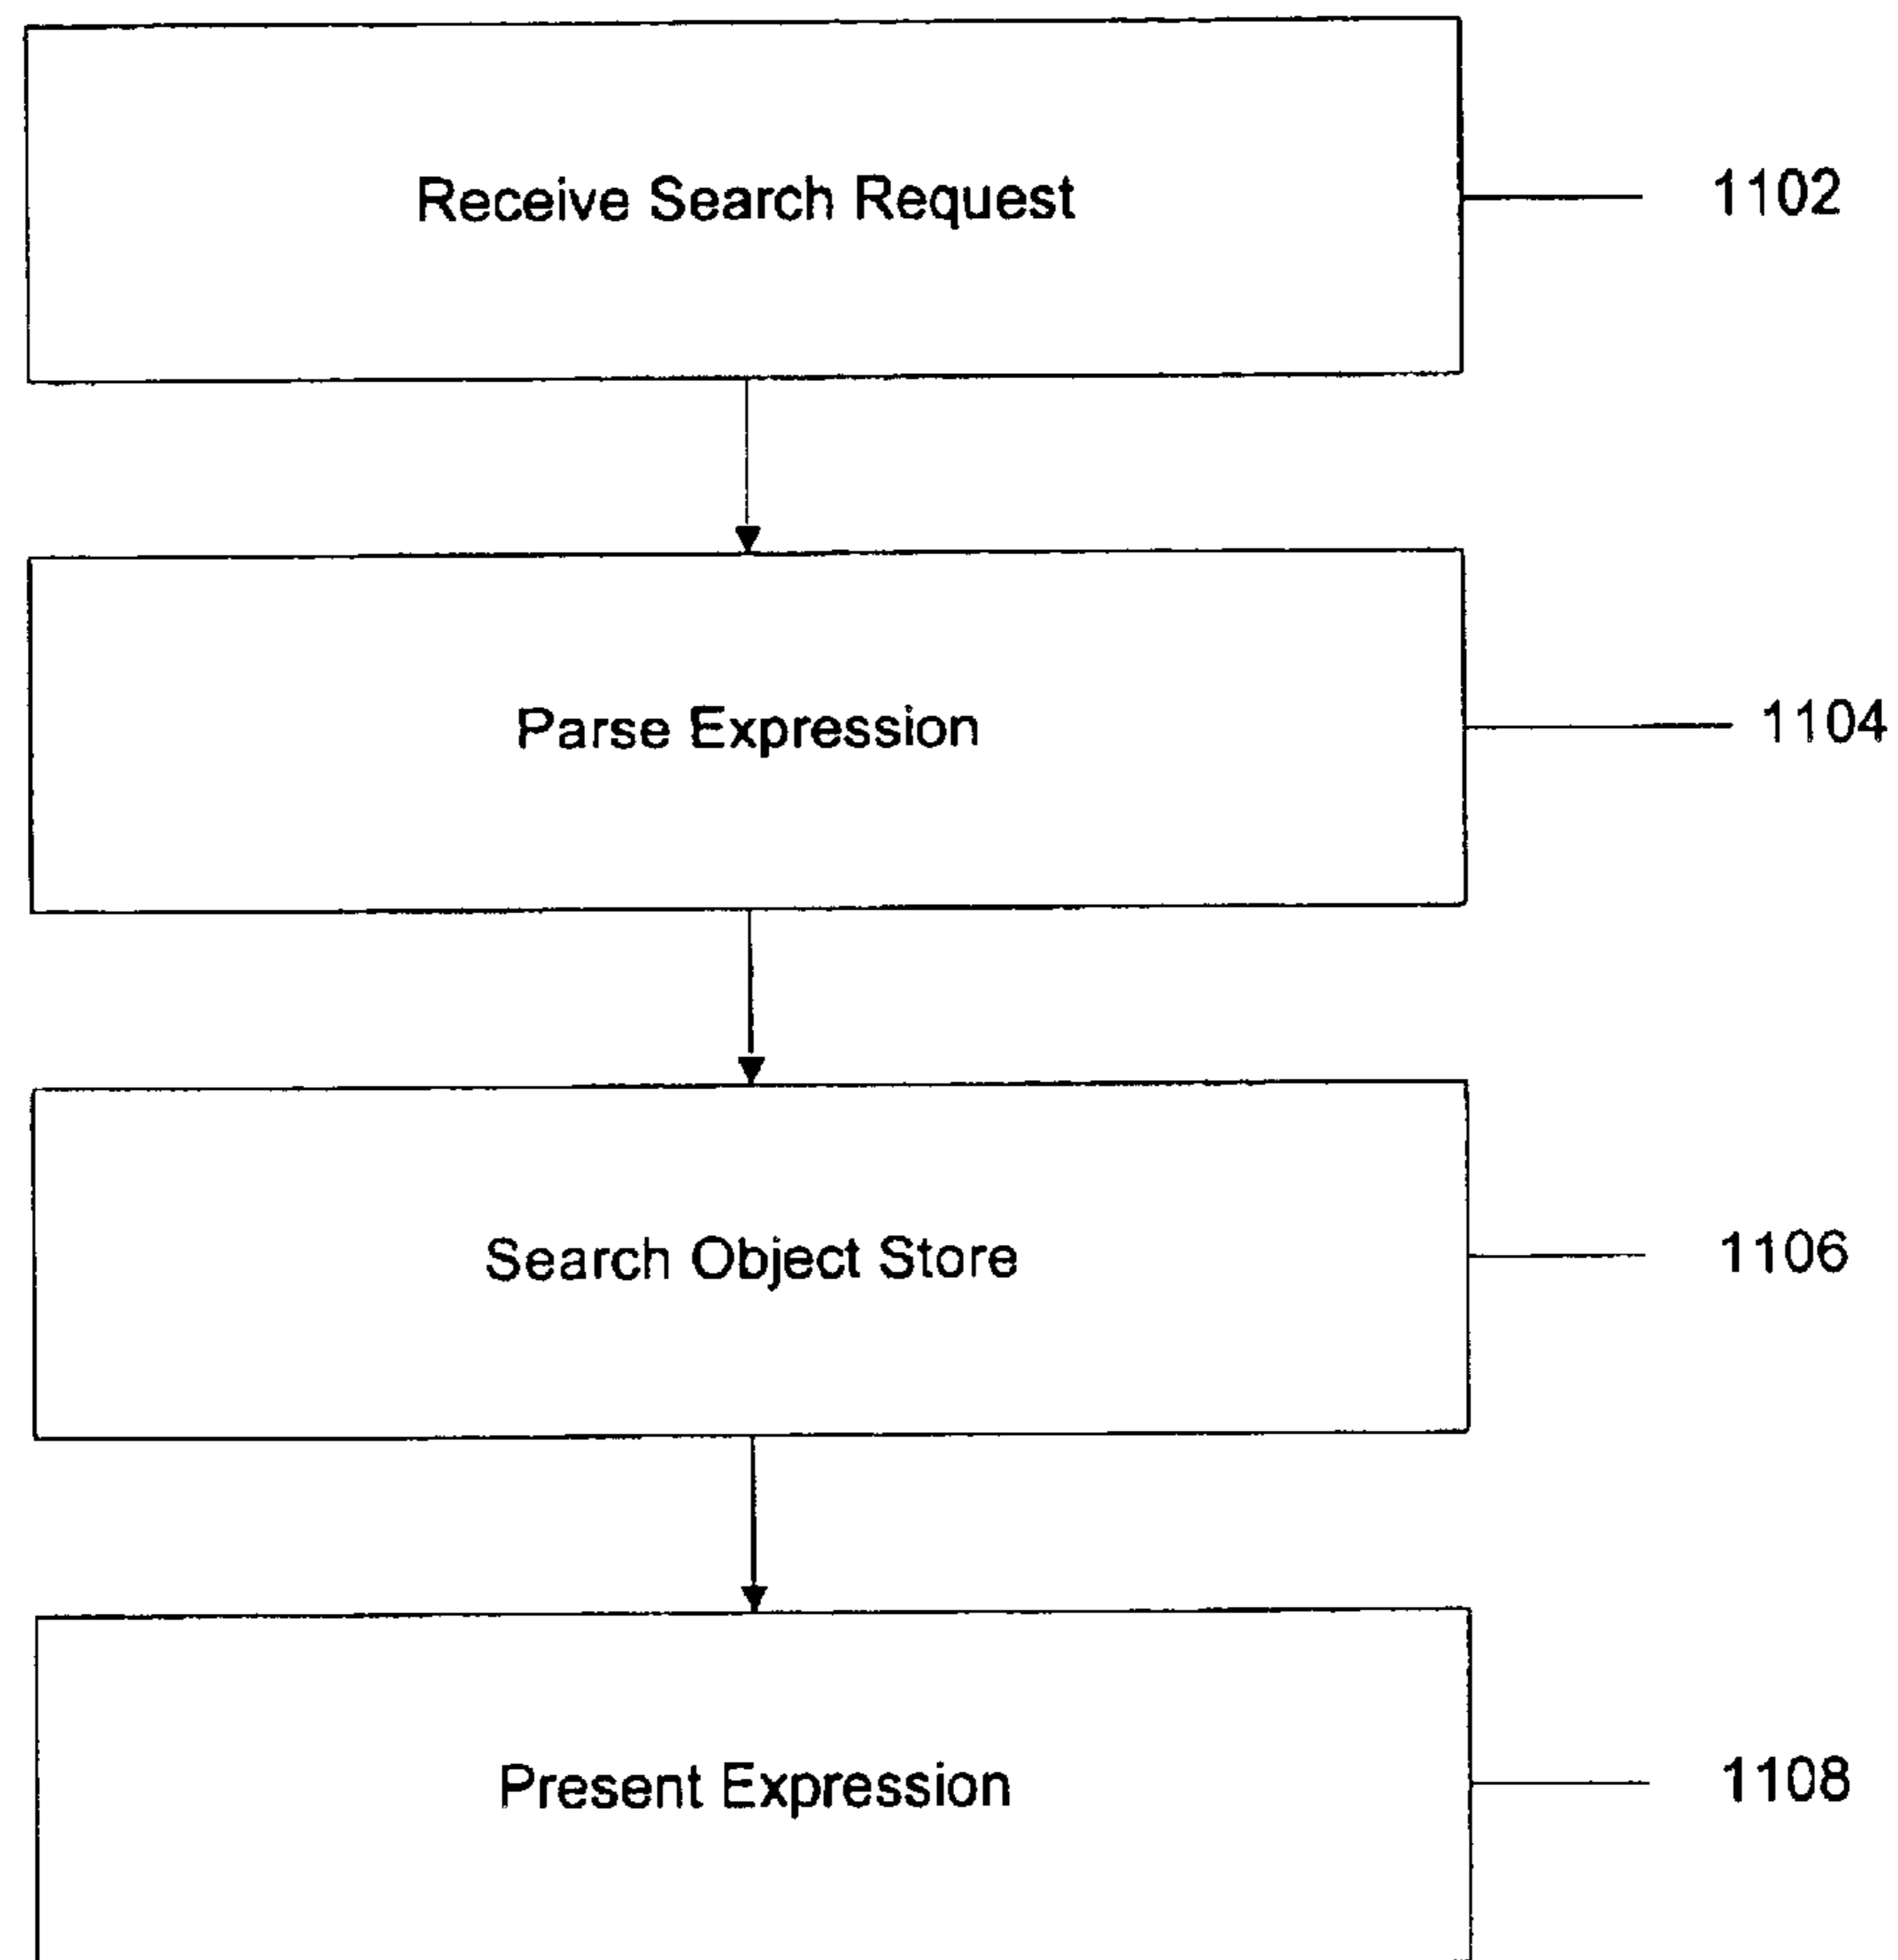 Receive Search Request
1102
Parse Expression
1104
Search Object Store
1106
Present Expression
1108